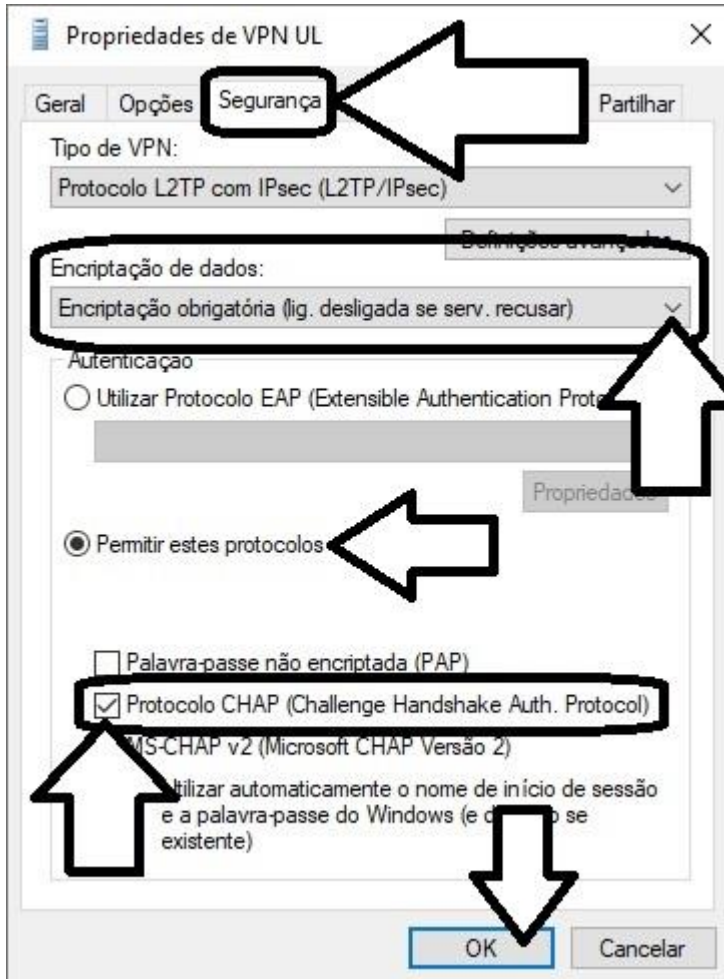 Propriedades de VPN UL
Geral Opções Segurança Partilhar
Tipo de VPN:
Protocolo L2TP com IPsec (L2TP/IPsec)
Definições avançadas
Encriptação de dados:
Encriptação obrigatória (lig. desligada se serv. recusar)
Autenticação
Utilizar Protocolo EAP (Extensible Authentication
Propriedades
Permitir estes protocolos
Palavra-passe não encriptada (PAP)
Protocolo CHAP (Challenge Handshake Auth. Protocol)
MS-CHAP v2 (Microsoft CHAP Versão 2)
Utilizar automaticamente o nome de início de sessão
e a palavra-passe do Windows (e se
existente)
OK Cancelar